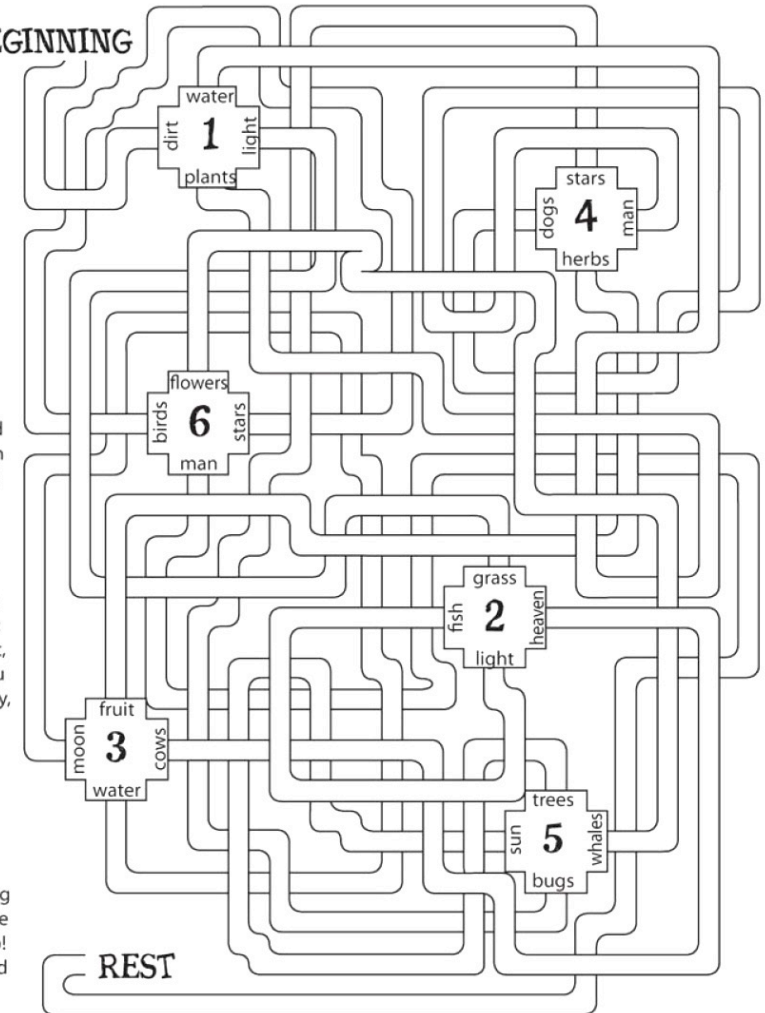 GINNING
water
dirt
1
light
plants
stars
dogs
4
man
herbs
flowers
birds
6
stars
man
grass
fish
2
heaven
light
fruit
moon
3
cows
water
trees
sun
5
whales
bugs
REST